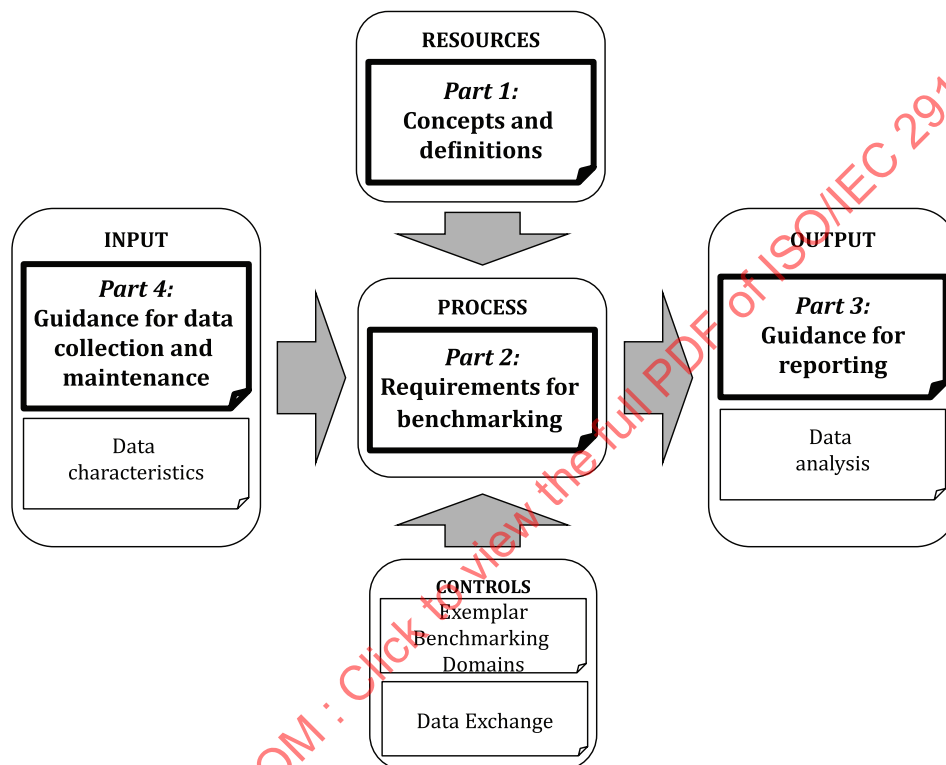 RESOURCES
Part 1:
Concepts and
definitions
INPUT
Part 4:
Guidance for data
collection and
maintenance
Data
characteristics
PROCESS
Part 2:
Requirements for
benchmarking
OUTPUT
Part 3:
Guidance for
reporting
Data
analysis
CONTROLS
Exemplar
Benchmarking
Domains
Data Exchange
OM : Click to view the full PDF of ISO/IEC 291